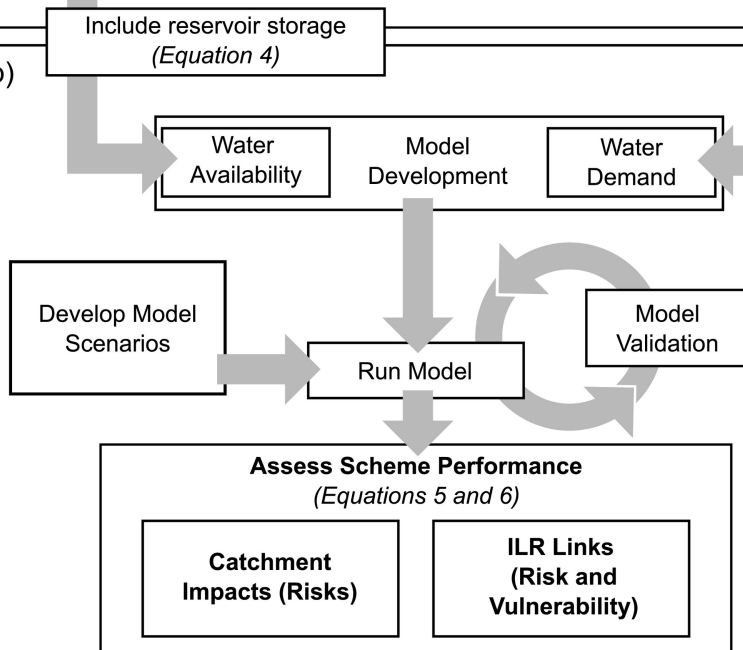 Include reservoir storage
(Equation 4)
)
Water
Availability
Model
Development
Water
Demand
Develop Model
Scenarios
Model
Validation
Run Model
Assess Scheme Performance
(Equations 5 and 6)
Catchment
Impacts (Risks)
ILR Links
(Risk and
Vulnerability)